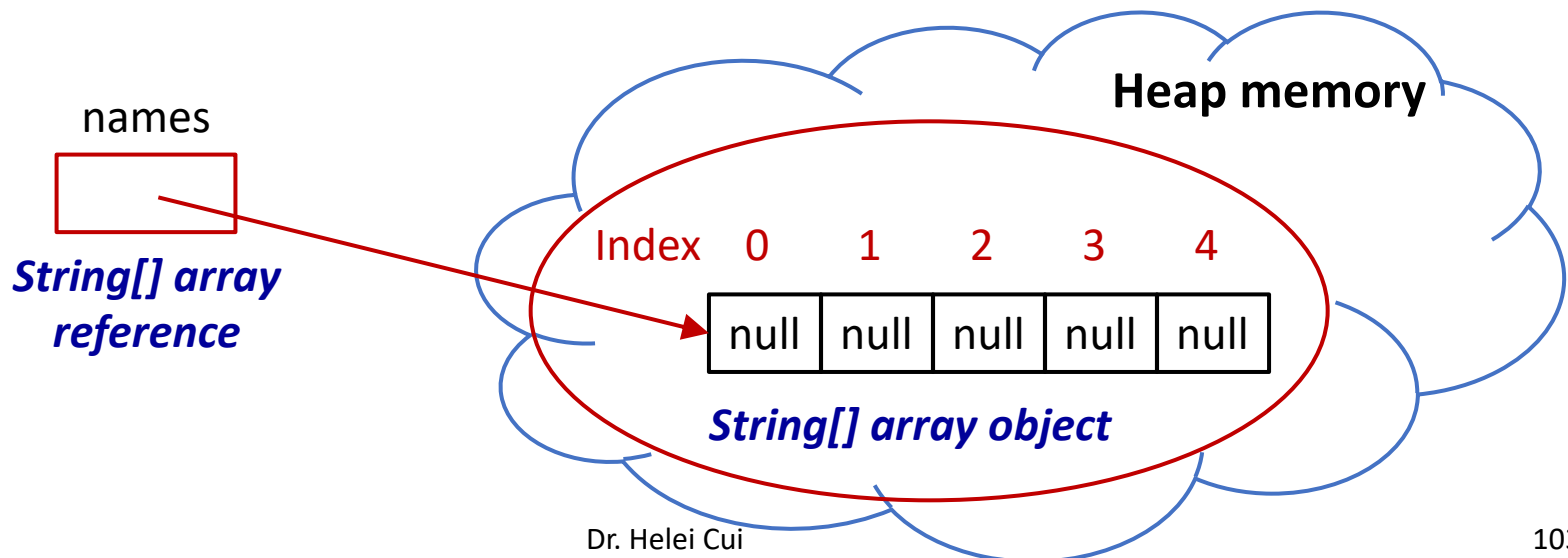 Heap memory
names
String[] array
reference
Index 0 1 2 3 4
null null null null null
String[] array object
Dr. Helei Cui